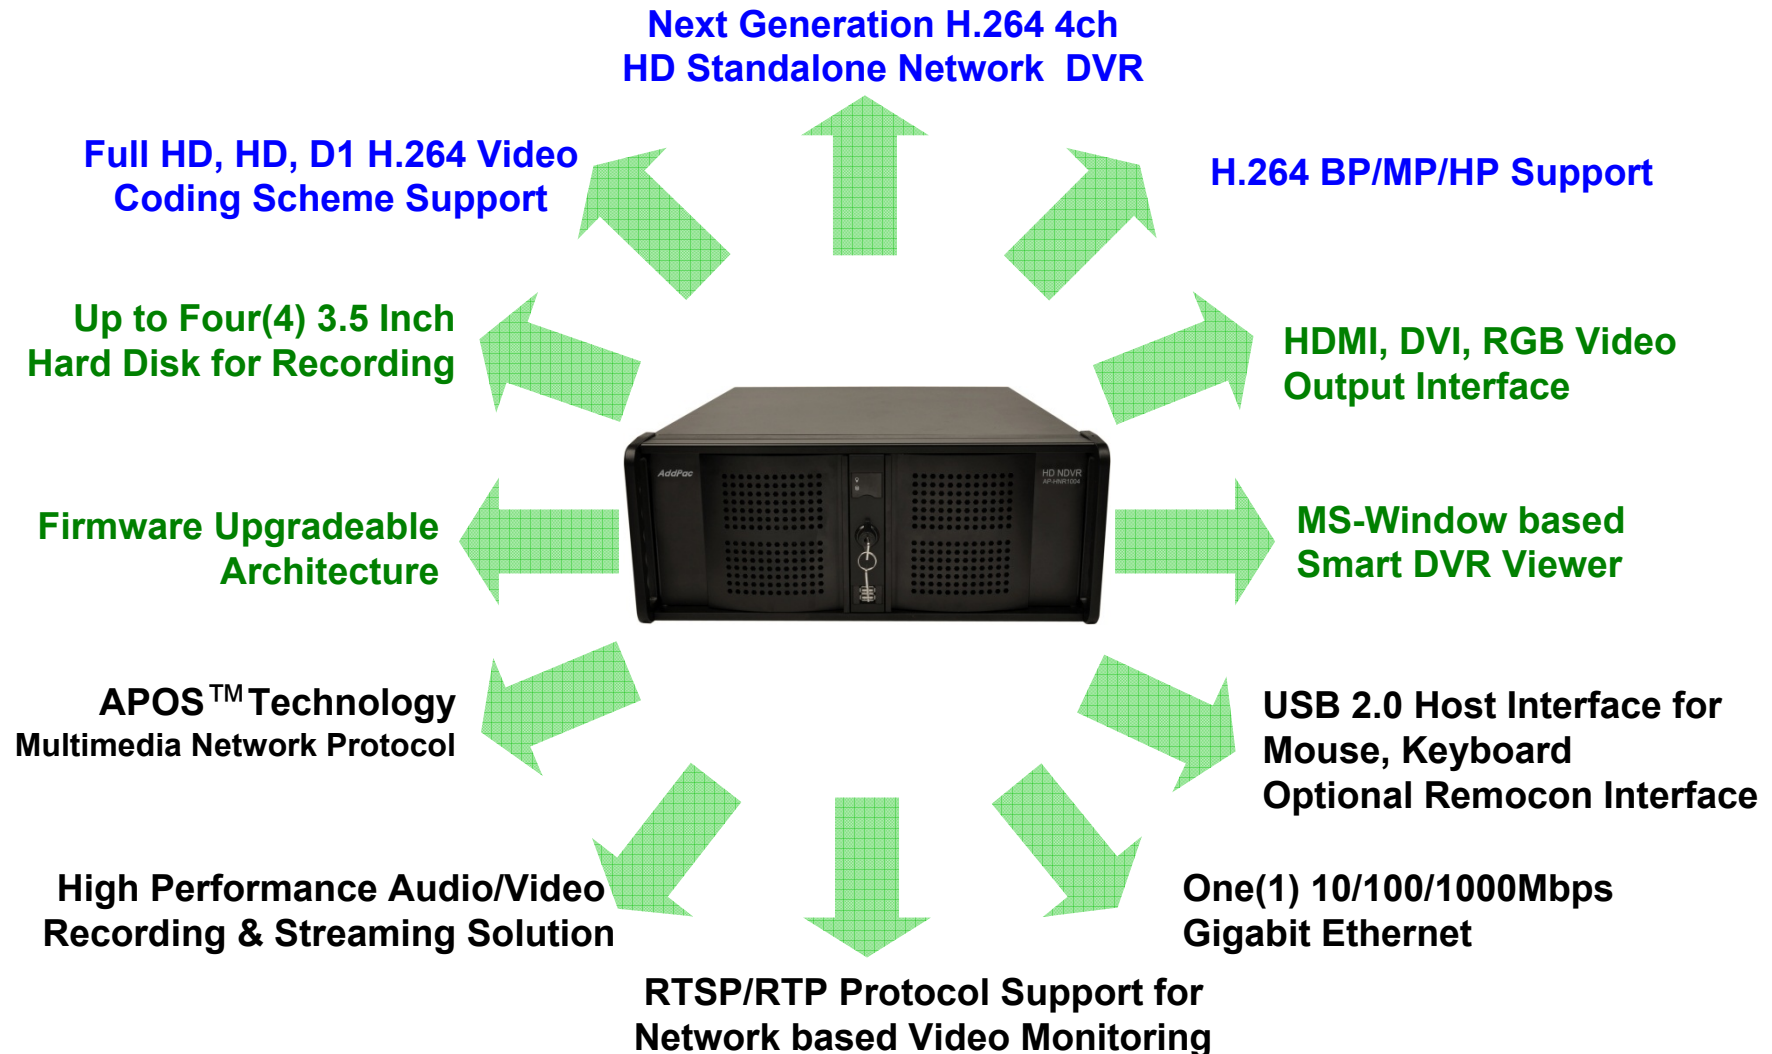 Next Generation H.264 4ch
HD Standalone Network DVR
Full HD, HD, D1 H.264 Video
Coding Scheme Support
H.264 BP/MP/HP Support
Up to Four(4) 3.5 Inch
Hard Disk for Recording
HDMI, DVI, RGB Video
Output Interface
AddPac
HD NDVR
AP-HNR1004
Firmware Upgradeable
Architecture
MS-Window based
Smart DVR Viewer
APOS™Technology
Multimedia Network Protocol
USB 2.0 Host Interface for
Mouse, Keyboard
Optional Remocon Interface
High Performance Audio/Video
Recording & Streaming Solution
One(1) 10/100/1000Mbps
Gigabit Ethernet
RTSP/RTP Protocol Support for
Network based Video Monitoring